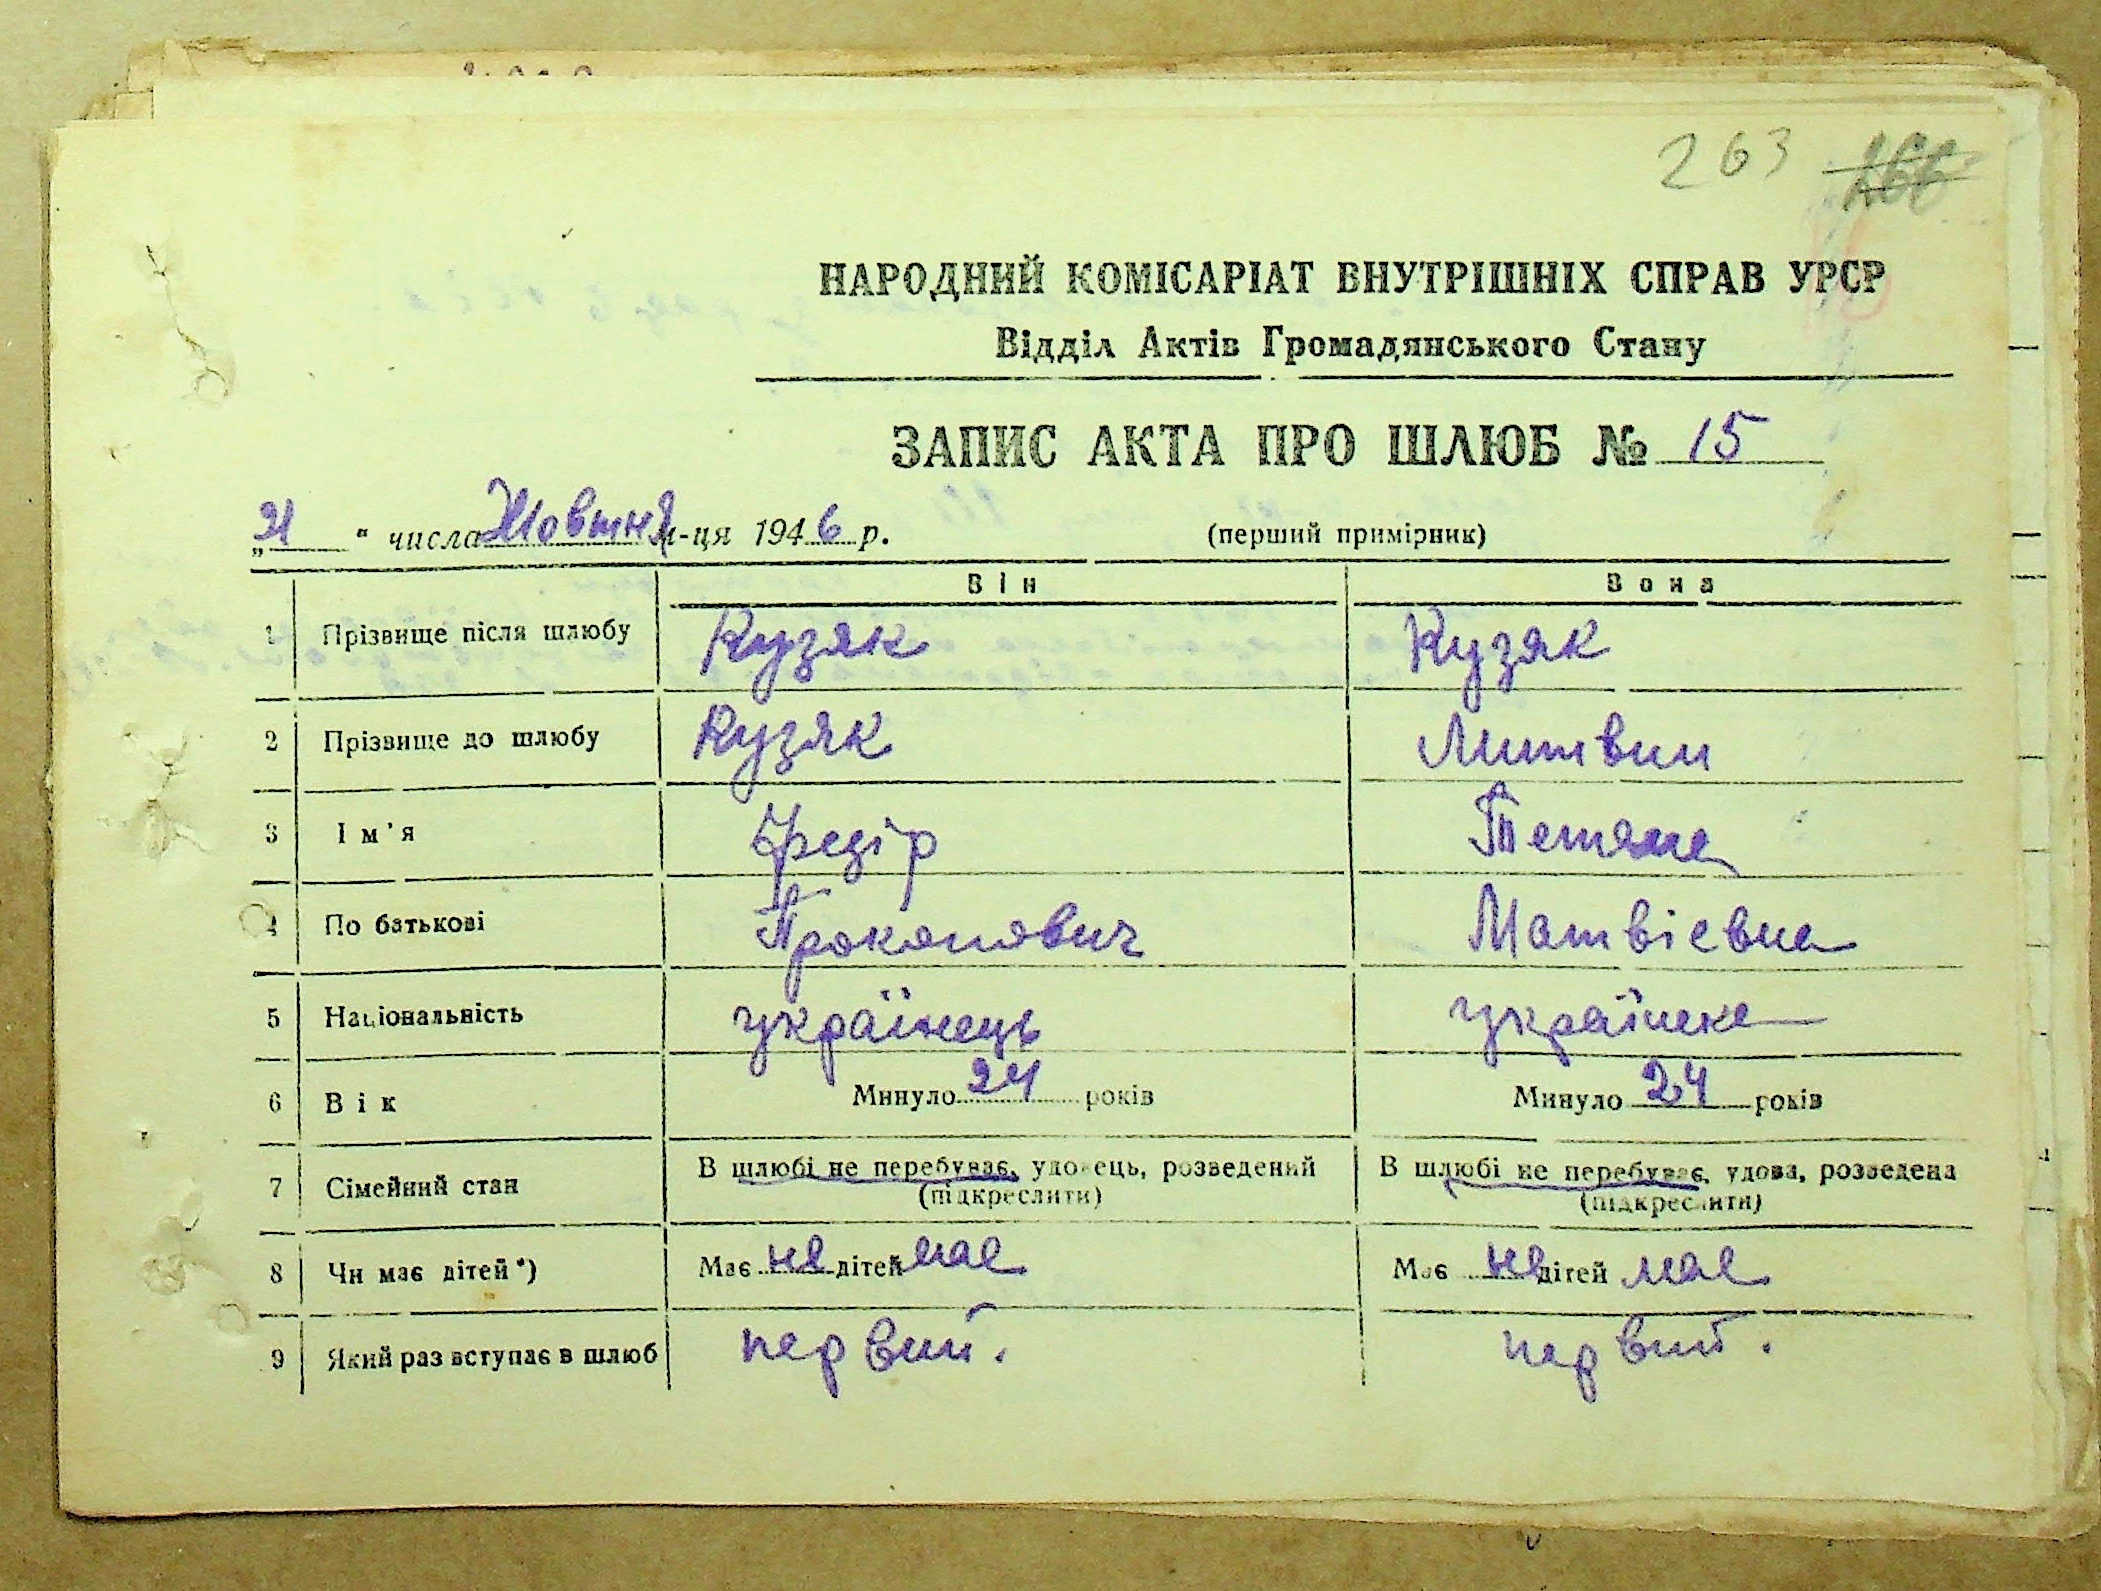 263 266
НАРОДНИЙ КОМІСАРІАТ ВНУТРІШНІХ СПРАВ УРСР
Відділ Актів Громадянського Стану
ЗАПИС АКТА ПРО ШЛЮБ № 15
„21 “ числа Жовтня м-ця 1946 р. (перший примірник)
Він Вона
1 Прізвище після шлюбу Кузяк Кузяк
2 Прізвище до шлюбу Кузяк Литвин
3 Ім'я Федір Тетяна
4 По батькові Прокопович Матвієвна
5 Національність українець українка
6 Вік Минуло 24 років Минуло 24 років
7 Сімейний стан В шлюбі не перебуває, удовець, розведений В шлюбі не перебуває, удова, розведена
(підкреслити) (підкреслити)
8 Чи має дітей*) Має не дітей має Має не дітей має
9 Який раз вступає в шлюб первий. первий.